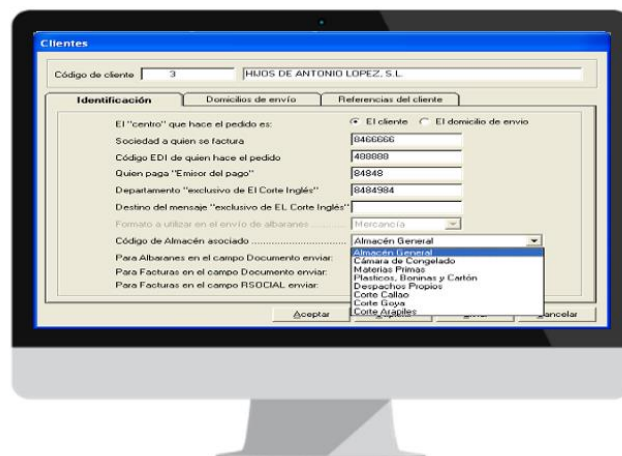 Clientes
Código de cliente 3 HIJOS DE ANTONIO LOPEZ, S.L.
Identificación Domicilios de envío Referencias del cliente
El "centro" que hace el pedido es: El cliente El domicilio de envio
Sociedad a quien se factura 8466666
Código EDI de quien hace el pedido
Quien paga "Emisor del pago" 84848
Departamento "exclusivo de El Corte Inglés" 8484984
Destino del mensaje "exclusivo de EL Corte Inglés"
Formato a utilizar en el envío de albaranes ............ Mercancía
Código de Almacén asociado ................................. Almacén General
Almacén General
Cámara de Congelado
Para Albaranes en el campo Documento enviar:
Materias Primas
Plasticos, Boninas y Cartón
Para Facturas en el campo Documento enviar:
Despachos Propios
Corte Callao
Para Facturas en el campo RSOCIAL enviar:
Corte Goya
Corte Arapiles
Aceptar Cancelar